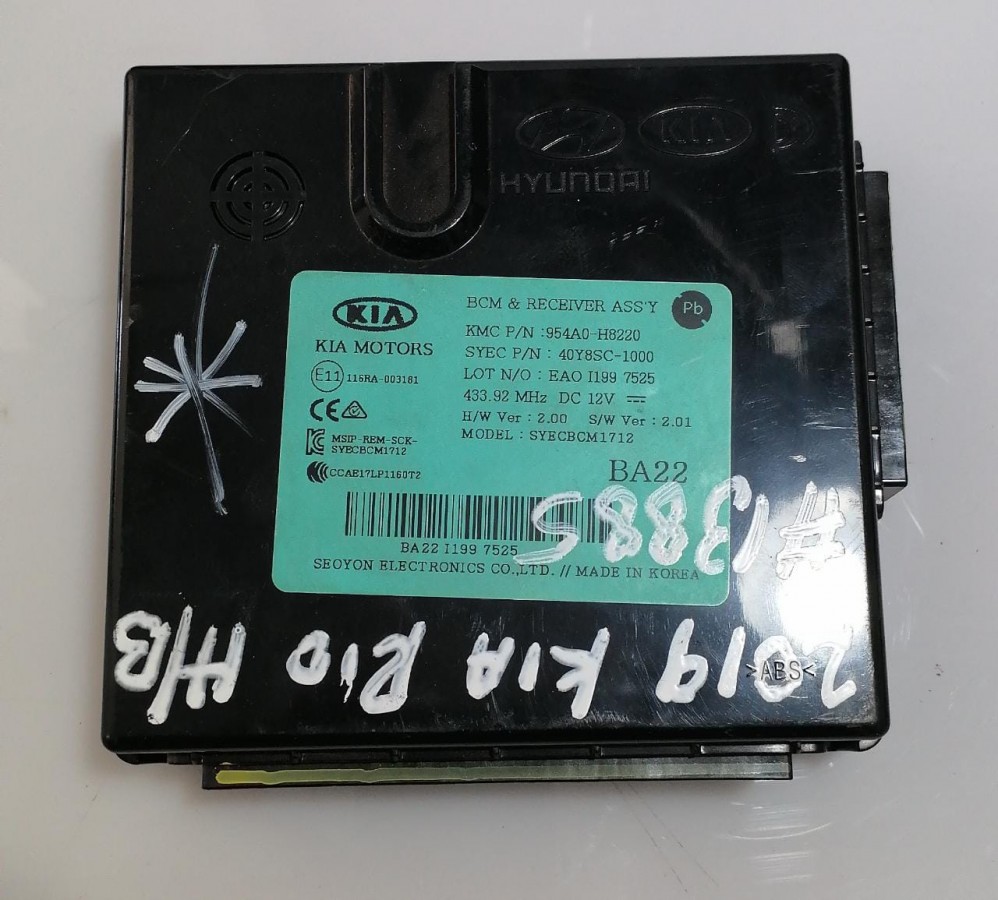 HYUNDAI
KIA
KIA
KIA MOTORS
E11 116RA-003181
CE
MSIP-REM-SCK-
SYECBCM1712
CCAE17LP1160T2
BCM & RECEIVER ASS'Y
Pb
KMC P/N :954A0-H8220
SYEC P/N : 40Y8SC-1000
LOT N/O : EAO I199 7525
433.92 MHz DC 12V
H/W Ver : 2.00 S/W Ver : 2.01
MODEL : SYECBCM1712
BA22
BA22 I199 7525
SEOYON ELECTRONICS CO.,LTD. // MADE IN KOREA
>ABS<
2019 KIA RIO H/B
#13885